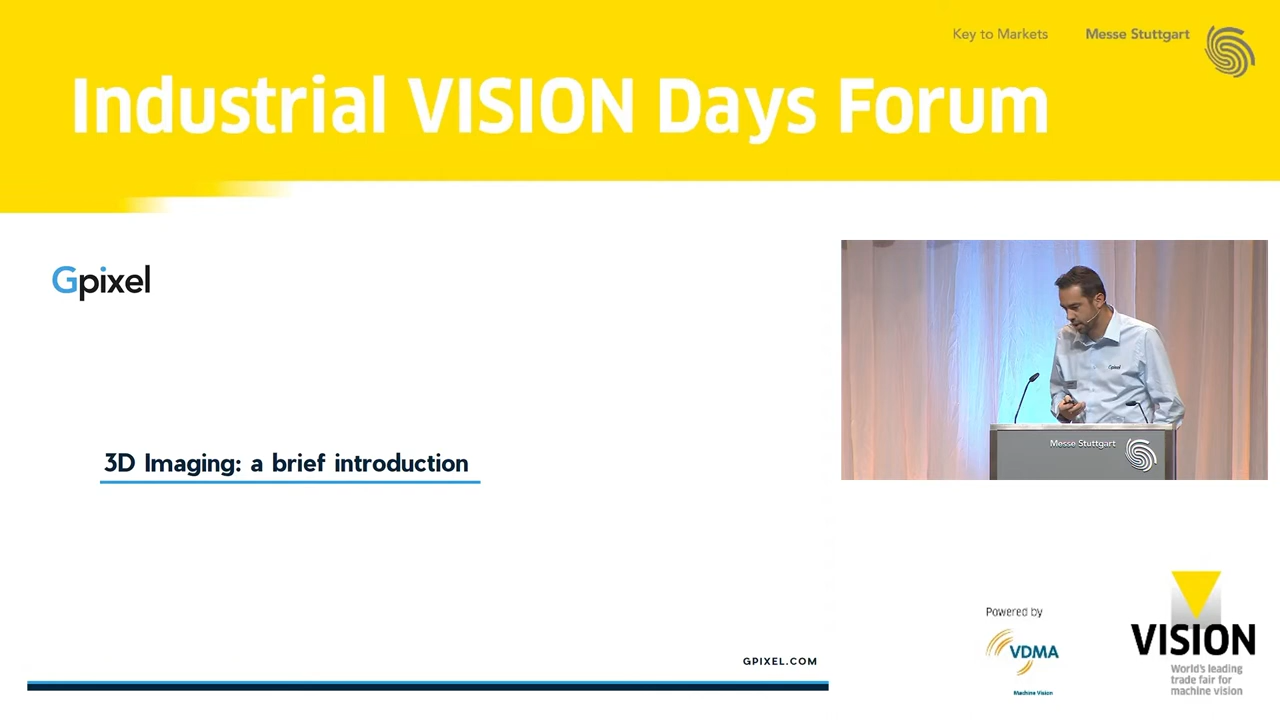 Key to Markets
Messe Stuttgart
Industrial VISION Days Forum
Gpixel
3D Imaging: a brief introduction
GPIXEL.COM
Gpixel
Messe Stuttgart
Powered by
VDMA
Machine Vision
VISION
World's leading
trade fair for
machine vision